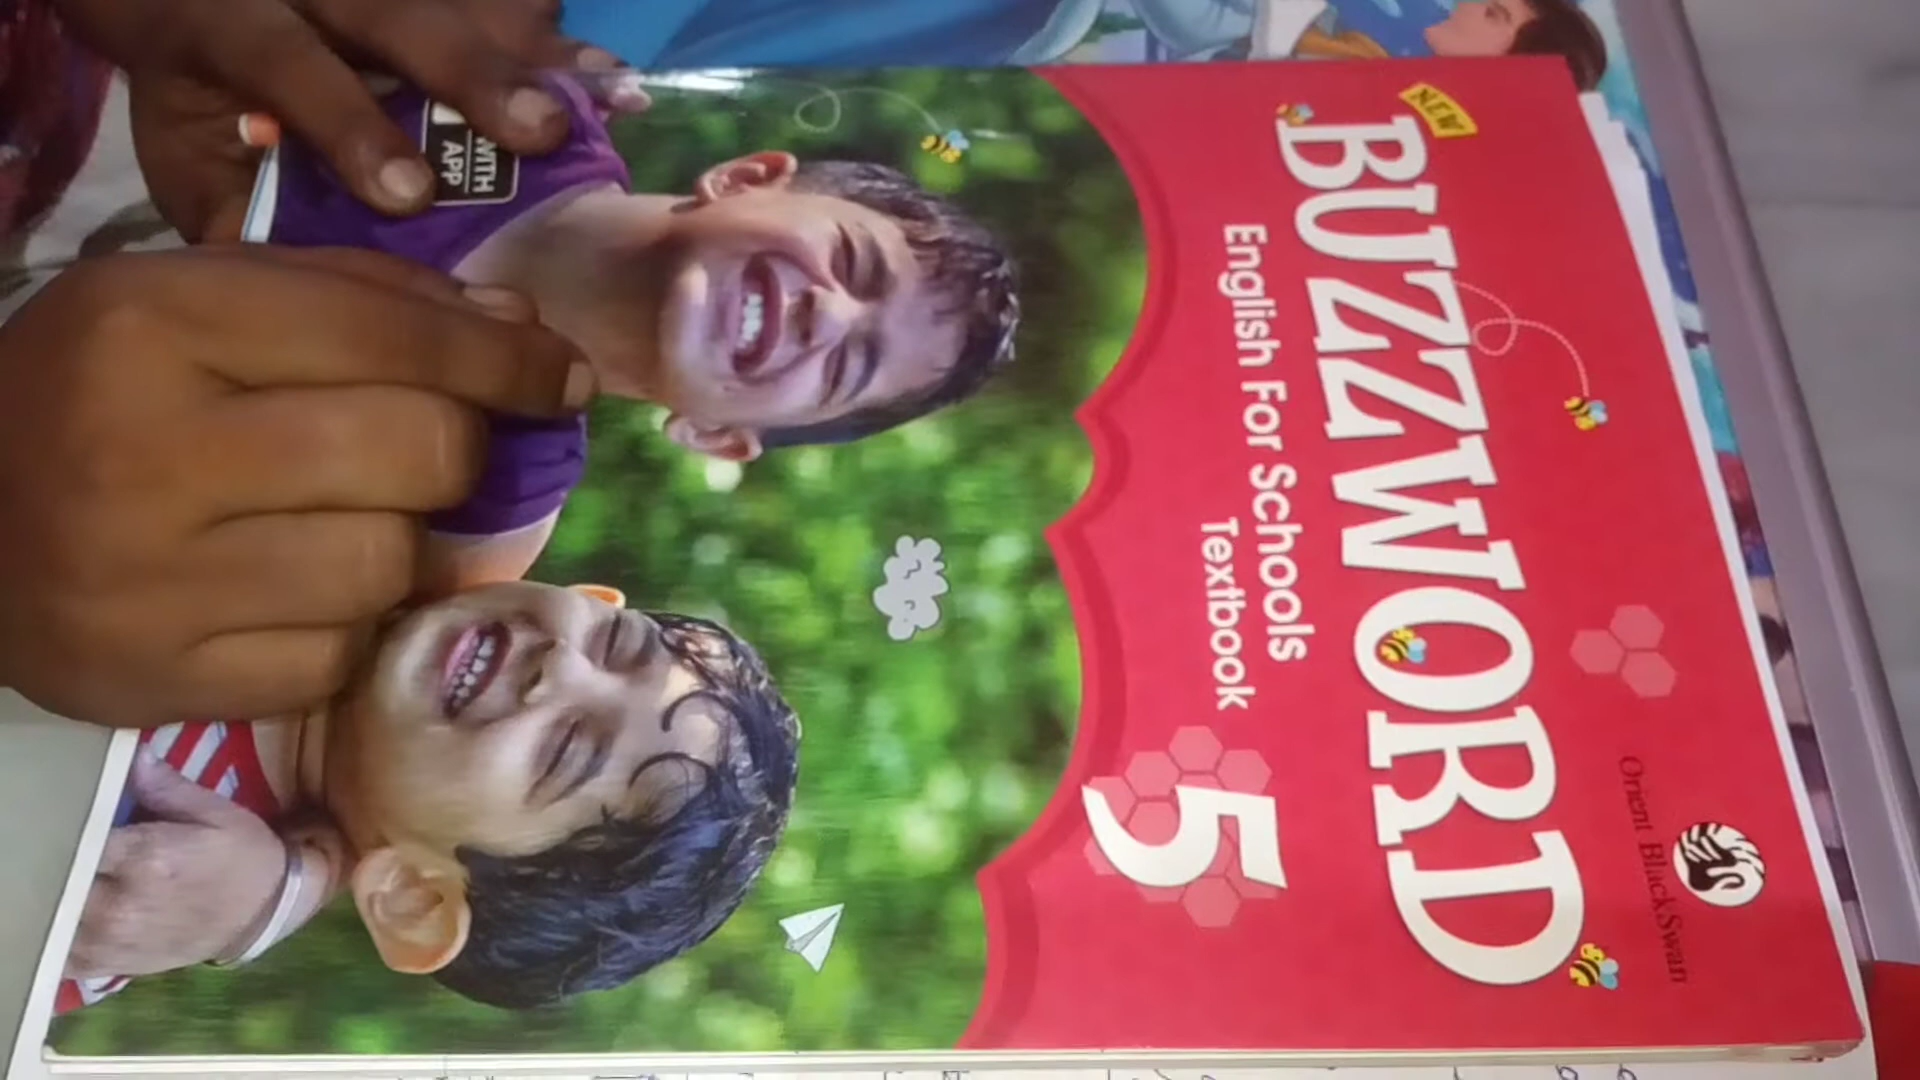 Orient BlackSwan
NEW
BUZZWORD
English For Schools
Textbook
5
WITH
APP